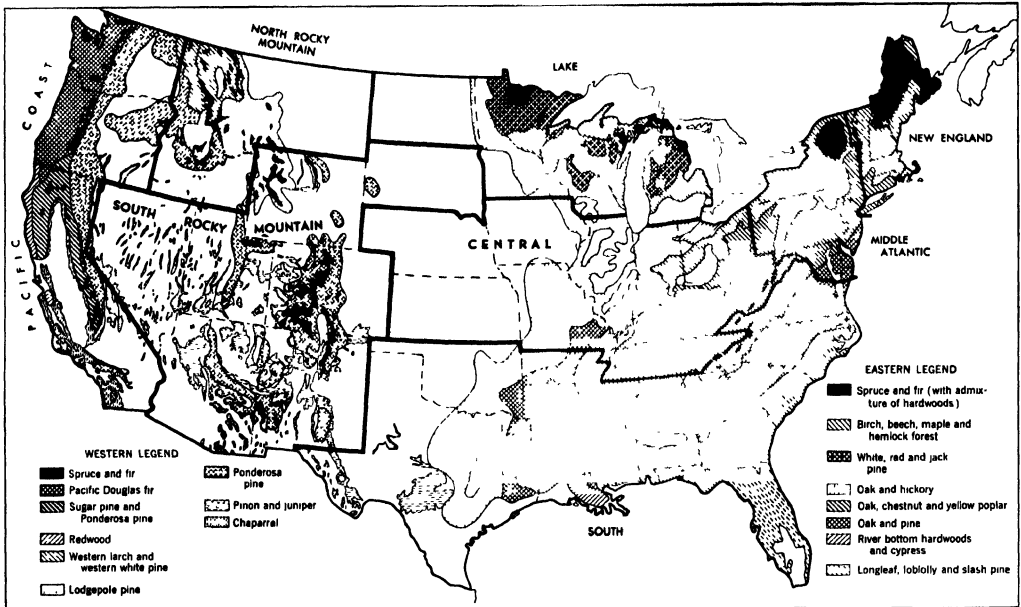 NORTH ROCKY
MOUNTAIN
LAKE
COAST
PACIFIC
NEW ENGLAND
SOUTH ROCKY MOUNTAIN
CENTRAL
MIDDLE
ATLANTIC
SOUTH
WESTERN LEGEND
Spruce and fir
Pacific Douglas fir
Sugar pine and
Ponderosa pine
Redwood
Western larch and
western white pine
Lodgepole pine
Ponderosa
pine
Pinon and juniper
Chaparral
EASTERN LEGEND
Spruce and fir (with admix-
ture of hardwoods)
Birch, beech, maple and
hemlock forest
White, red and jack
pine
Oak and hickory
Oak, chestnut and yellow poplar
Oak and pine
River bottom hardwoods
and cypress
Longleaf, loblolly and slash pine